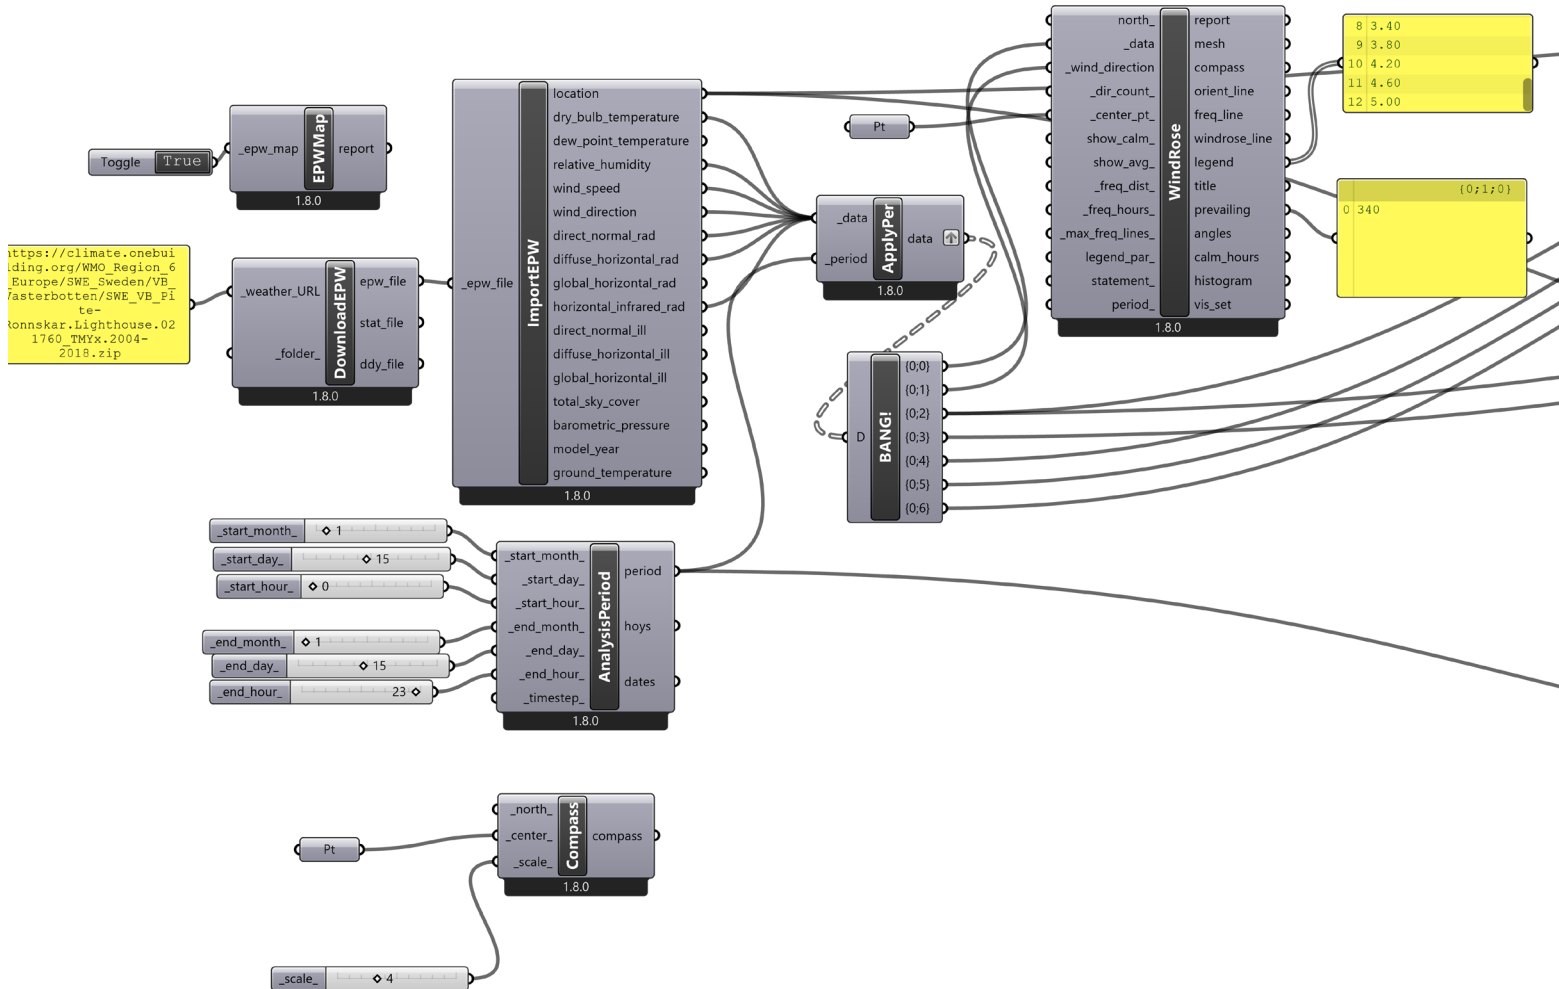 Toggle True
_epw_map
EPWMap
report
1.8.0
https://climate.onebui
lding.org/WMO_Region_6
_Europe/SWE_Sweden/VB_
Vasterbotten/SWE_VB_Pi
te-
Ronnskar.Lighthouse.02
1760_TMYx.2004-
2018.zip
_weather_URL
_folder_
DownloadEPW
epw_file
stat_file
ddy_file
1.8.0
_epw_file
ImportEPW
location
dry_bulb_temperature
dew_point_temperature
relative_humidity
wind_speed
wind_direction
direct_normal_rad
diffuse_horizontal_rad
global_horizontal_rad
horizontal_infrared_rad
direct_normal_ill
diffuse_horizontal_ill
global_horizontal_ill
total_sky_cover
barometric_pressure
model_year
ground_temperature
1.8.0
_start_month_ 1
_start_day_ 15
_start_hour_ 0
_end_month_ 1
_end_day_ 15
_end_hour_ 23
_start_month_
_start_day_
_start_hour_
_end_month_
_end_day_
_end_hour_
_timestep_
AnalysisPeriod
period
hoys
dates
1.8.0
Pt
_scale_ 4
_north_
_center_
_scale_
Compass
compass
1.8.0
_data
_period
ApplyPer
data
1.8.0
D
BANG!
{0;0}
{0;1}
{0;2}
{0;3}
{0;4}
{0;5}
{0;6}
Pt
north_
_data
_wind_direction
_dir_count_
_center_pt_
show_calm_
show_avg_
_freq_dist_
_freq_hours_
_max_freq_lines_
legend_par_
statement_
period_
WindRose
report
mesh
compass
orient_line
freq_line
windrose_line
legend
title
prevailing
angles
calm_hours
histogram
vis_set
1.8.0
8 3.40
9 3.80
10 4.20
11 4.60
12 5.00
{0;1;0}
0 340